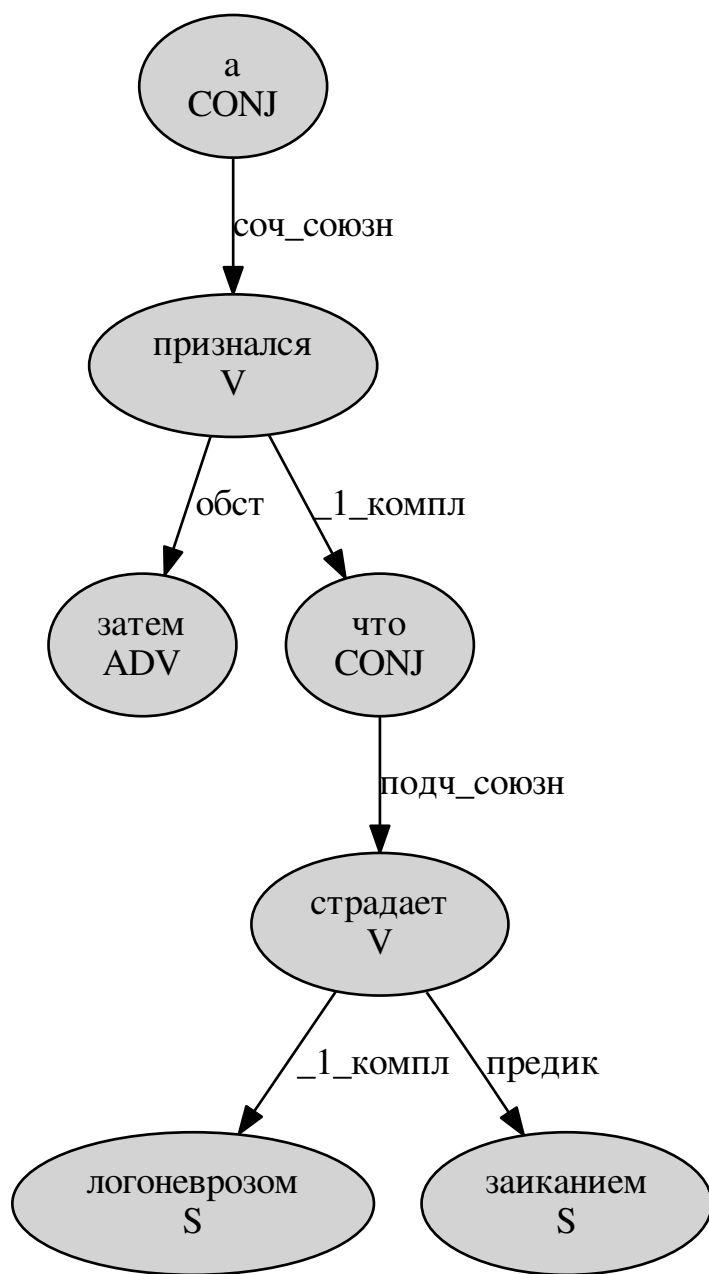 а
CONJ
соч_союзн
признался
V
обст
_1_компл
затем
ADV
что
CONJ
подч_союзн
страдает
V
_1_компл
предик
логоневрозом
S
заиканием
S